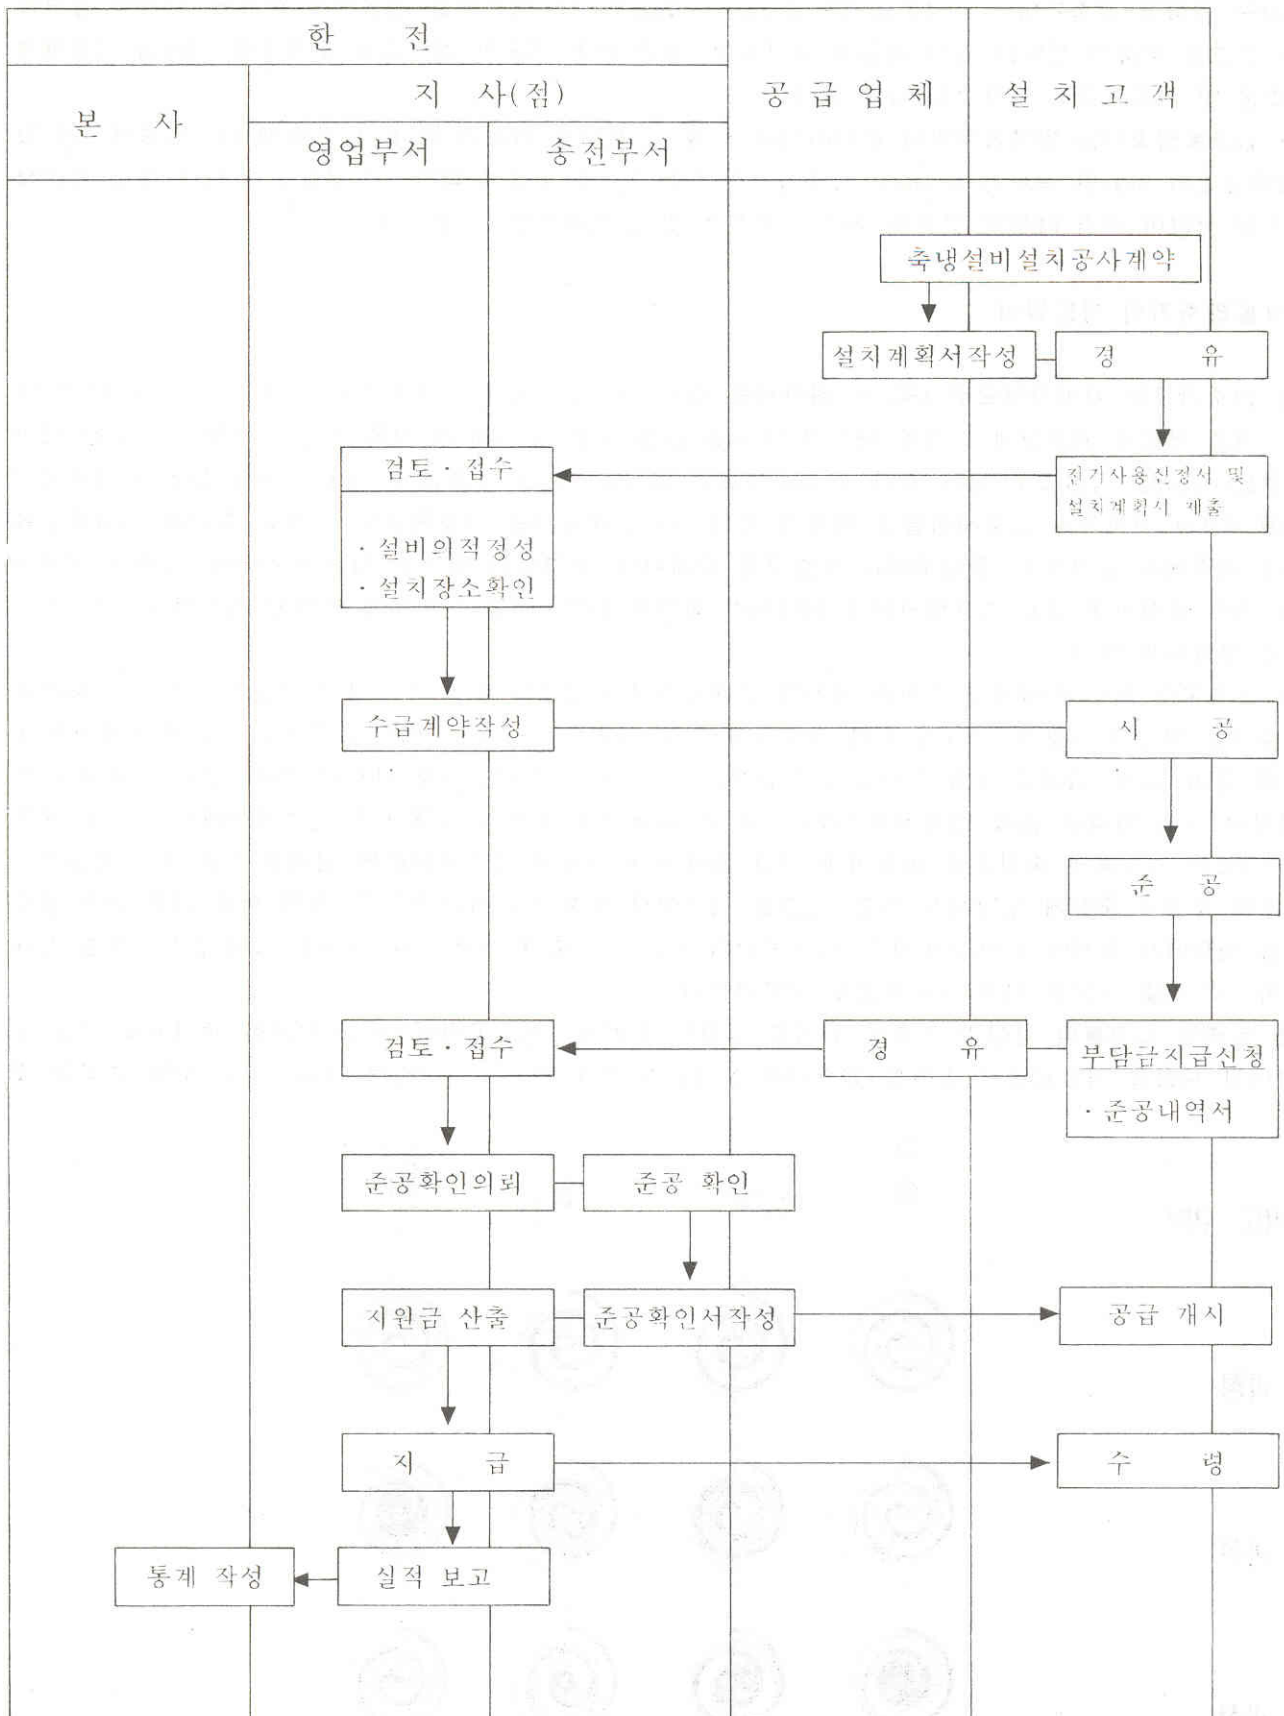 한 전
본 사
지 사(점)
영업부서
송전부서
공 급 업 체
설 치 고 객
축냉설비설치공사계약
설치계획서작성
경 유
검토 · 접수
· 설비의적정성
· 설치장소확인
전기사용신청서 및
설치계획서 제출
수급계약작성
시 공
준 공
검토 · 접수
경 유
부담금지급신청
· 준공내역서
준공확인의뢰
준공 확인
지원금 산출
준공확인서작성
공급 개시
지 급
수 령
통계 작성
실적 보고